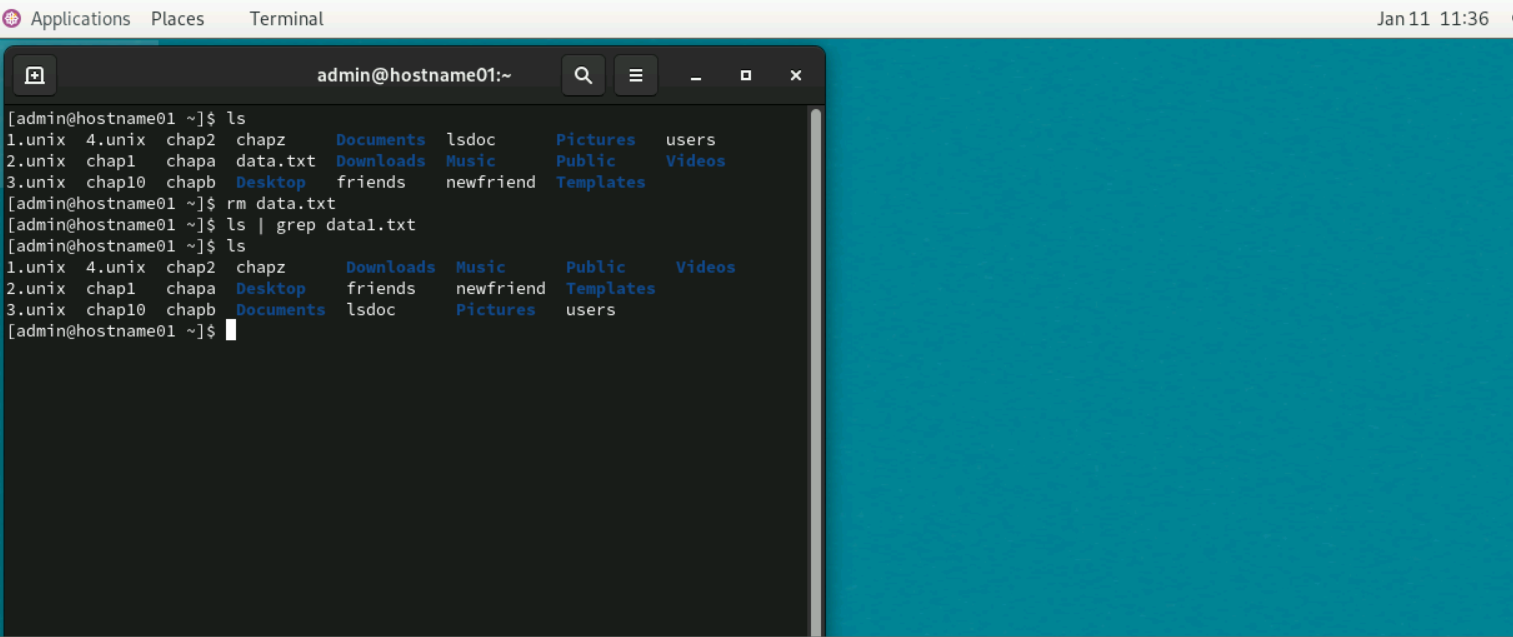 Applications Places Terminal Jan 11 11:36
admin@hostname01:~
[admin@hostname01 ~]$ ls
1.unix 4.unix chap2 chapz Documents lsdoc Pictures users
2.unix chap1 chapa data.txt Downloads Music Public Videos
3.unix chap10 chapb Desktop friends newfriend Templates
[admin@hostname01 ~]$ rm data.txt
[admin@hostname01 ~]$ ls | grep data1.txt
[admin@hostname01 ~]$ ls
1.unix 4.unix chap2 chapz Downloads Music Public Videos
2.unix chap1 chapa Desktop friends newfriend Templates
3.unix chap10 chapb Documents lsdoc Pictures users
[admin@hostname01 ~]$